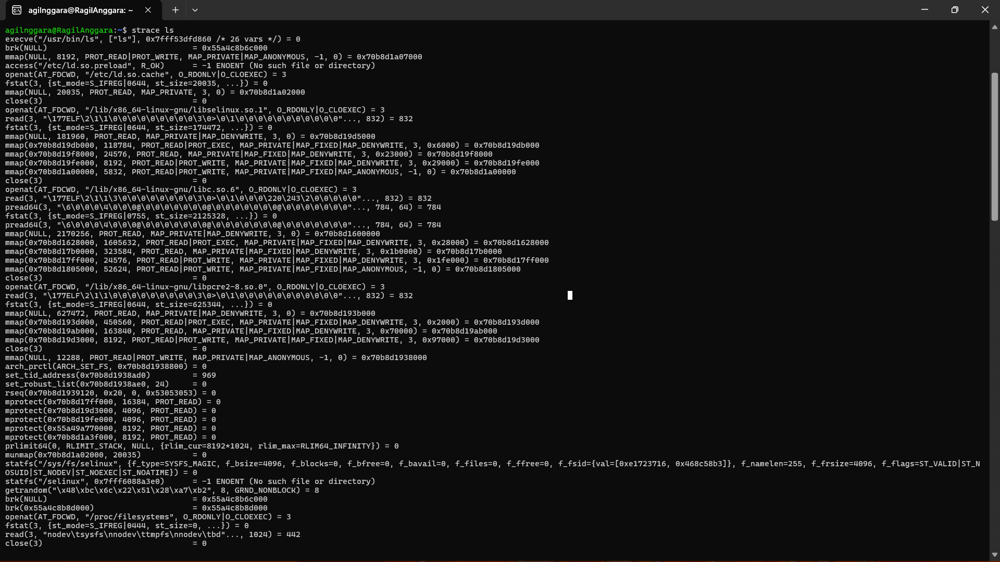 agilnggara@RagilAnggara: ~
agilnggara@RagilAnggara:~$ strace ls
execve("/usr/bin/ls", ["ls"], 0x7fff53dfd860 /* 26 vars */) = 0
brk(NULL)                               = 0x55a4c8b6c000
mmap(NULL, 8192, PROT_READ|PROT_WRITE, MAP_PRIVATE|MAP_ANONYMOUS, -1, 0) = 0x70b8d1a07000
access("/etc/ld.so.preload", R_OK)      = -1 ENOENT (No such file or directory)
openat(AT_FDCWD, "/etc/ld.so.cache", O_RDONLY|O_CLOEXEC) = 3
fstat(3, {st_mode=S_IFREG|0644, st_size=20035, ...}) = 0
mmap(NULL, 20035, PROT_READ, MAP_PRIVATE, 3, 0) = 0x70b8d1a02000
close(3)                                = 0
openat(AT_FDCWD, "/lib/x86_64-linux-gnu/libselinux.so.1", O_RDONLY|O_CLOEXEC) = 3
read(3, "\177ELF\2\1\1\0\0\0\0\0\0\0\0\0\3\0>\0\1\0\0\0\0\0\0\0\0\0\0\0"..., 832) = 832
fstat(3, {st_mode=S_IFREG|0644, st_size=174472, ...}) = 0
mmap(NULL, 181960, PROT_READ, MAP_PRIVATE|MAP_DENYWRITE, 3, 0) = 0x70b8d19d5000
mmap(0x70b8d19db000, 118784, PROT_READ|PROT_EXEC, MAP_PRIVATE|MAP_FIXED|MAP_DENYWRITE, 3, 0x6000) = 0x70b8d19db000
mmap(0x70b8d19f8000, 24576, PROT_READ, MAP_PRIVATE|MAP_FIXED|MAP_DENYWRITE, 3, 0x23000) = 0x70b8d19f8000
mmap(0x70b8d19fe000, 8192, PROT_READ|PROT_WRITE, MAP_PRIVATE|MAP_FIXED|MAP_DENYWRITE, 3, 0x29000) = 0x70b8d19fe000
mmap(0x70b8d1a00000, 5832, PROT_READ|PROT_WRITE, MAP_PRIVATE|MAP_FIXED|MAP_ANONYMOUS, -1, 0) = 0x70b8d1a00000
close(3)                                = 0
openat(AT_FDCWD, "/lib/x86_64-linux-gnu/libc.so.6", O_RDONLY|O_CLOEXEC) = 3
read(3, "\177ELF\2\1\1\3\0\0\0\0\0\0\0\0\3\0>\0\1\0\0\0\220\243\2\0\0\0\0\0"..., 832) = 832
pread64(3, "\6\0\0\0\4\0\0\0@\0\0\0\0\0\0\0@\0\0\0\0\0\0\0@\0\0\0\0\0\0\0"..., 784, 64) = 784
fstat(3, {st_mode=S_IFREG|0755, st_size=2125328, ...}) = 0
pread64(3, "\6\0\0\0\4\0\0\0@\0\0\0\0\0\0\0@\0\0\0\0\0\0\0@\0\0\0\0\0\0\0"..., 784, 64) = 784
mmap(NULL, 2170256, PROT_READ, MAP_PRIVATE|MAP_DENYWRITE, 3, 0) = 0x70b8d1600000
mmap(0x70b8d1628000, 1605632, PROT_READ|PROT_EXEC, MAP_PRIVATE|MAP_FIXED|MAP_DENYWRITE, 3, 0x28000) = 0x70b8d1628000
mmap(0x70b8d17b0000, 323584, PROT_READ, MAP_PRIVATE|MAP_FIXED|MAP_DENYWRITE, 3, 0x1b0000) = 0x70b8d17b0000
mmap(0x70b8d17ff000, 24576, PROT_READ|PROT_WRITE, MAP_PRIVATE|MAP_FIXED|MAP_DENYWRITE, 3, 0x1fe000) = 0x70b8d17ff000
mmap(0x70b8d1805000, 52624, PROT_READ|PROT_WRITE, MAP_PRIVATE|MAP_FIXED|MAP_ANONYMOUS, -1, 0) = 0x70b8d1805000
close(3)                                = 0
openat(AT_FDCWD, "/lib/x86_64-linux-gnu/libpcre2-8.so.0", O_RDONLY|O_CLOEXEC) = 3
read(3, "\177ELF\2\1\1\0\0\0\0\0\0\0\0\0\3\0>\0\1\0\0\0\0\0\0\0\0\0\0\0"..., 832) = 832
fstat(3, {st_mode=S_IFREG|0644, st_size=625344, ...}) = 0
mmap(NULL, 627472, PROT_READ, MAP_PRIVATE|MAP_DENYWRITE, 3, 0) = 0x70b8d193b000
mmap(0x70b8d193d000, 450560, PROT_READ|PROT_EXEC, MAP_PRIVATE|MAP_FIXED|MAP_DENYWRITE, 3, 0x2000) = 0x70b8d193d000
mmap(0x70b8d19ab000, 163840, PROT_READ, MAP_PRIVATE|MAP_FIXED|MAP_DENYWRITE, 3, 0x70000) = 0x70b8d19ab000
mmap(0x70b8d19d3000, 8192, PROT_READ|PROT_WRITE, MAP_PRIVATE|MAP_FIXED|MAP_DENYWRITE, 3, 0x97000) = 0x70b8d19d3000
close(3)                                = 0
mmap(NULL, 12288, PROT_READ|PROT_WRITE, MAP_PRIVATE|MAP_ANONYMOUS, -1, 0) = 0x70b8d1938000
arch_prctl(ARCH_SET_FS, 0x70b8d1938800) = 0
set_tid_address(0x70b8d1938ad0)         = 969
set_robust_list(0x70b8d1938ae0, 24)     = 0
rseq(0x70b8d1939120, 0x20, 0, 0x53053053) = 0
mprotect(0x70b8d17ff000, 16384, PROT_READ) = 0
mprotect(0x70b8d19d3000, 4096, PROT_READ) = 0
mprotect(0x70b8d19fe000, 4096, PROT_READ) = 0
mprotect(0x55a49a770000, 8192, PROT_READ) = 0
mprotect(0x70b8d1a3f000, 8192, PROT_READ) = 0
prlimit64(0, RLIMIT_STACK, NULL, {rlim_cur=8192*1024, rlim_max=RLIM64_INFINITY}) = 0
munmap(0x70b8d1a02000, 20035)           = 0
statfs("/sys/fs/selinux", {f_type=SYSFS_MAGIC, f_bsize=4096, f_blocks=0, f_bfree=0, f_bavail=0, f_files=0, f_ffree=0, f_fsid={val=[0xe1723716, 0x468c58b3]}, f_namelen=255, f_frsize=4096, f_flags=ST_VALID|ST_N
OSUID|ST_NODEV|ST_NOEXEC|ST_NOATIME}) = 0
statfs("/selinux", 0x7fff6088a3e0)      = -1 ENOENT (No such file or directory)
getrandom("\x48\xbc\x6c\x22\x51\x28\xa7\xb2", 8, GRND_NONBLOCK) = 8
brk(NULL)                               = 0x55a4c8b6c000
brk(0x55a4c8b8d000)                     = 0x55a4c8b8d000
openat(AT_FDCWD, "/proc/filesystems", O_RDONLY|O_CLOEXEC) = 3
fstat(3, {st_mode=S_IFREG|0444, st_size=0, ...}) = 0
read(3, "nodev\tsysfs\nnodev\ttmpfs\nnodev\tbd"..., 1024) = 442
close(3)                                = 0